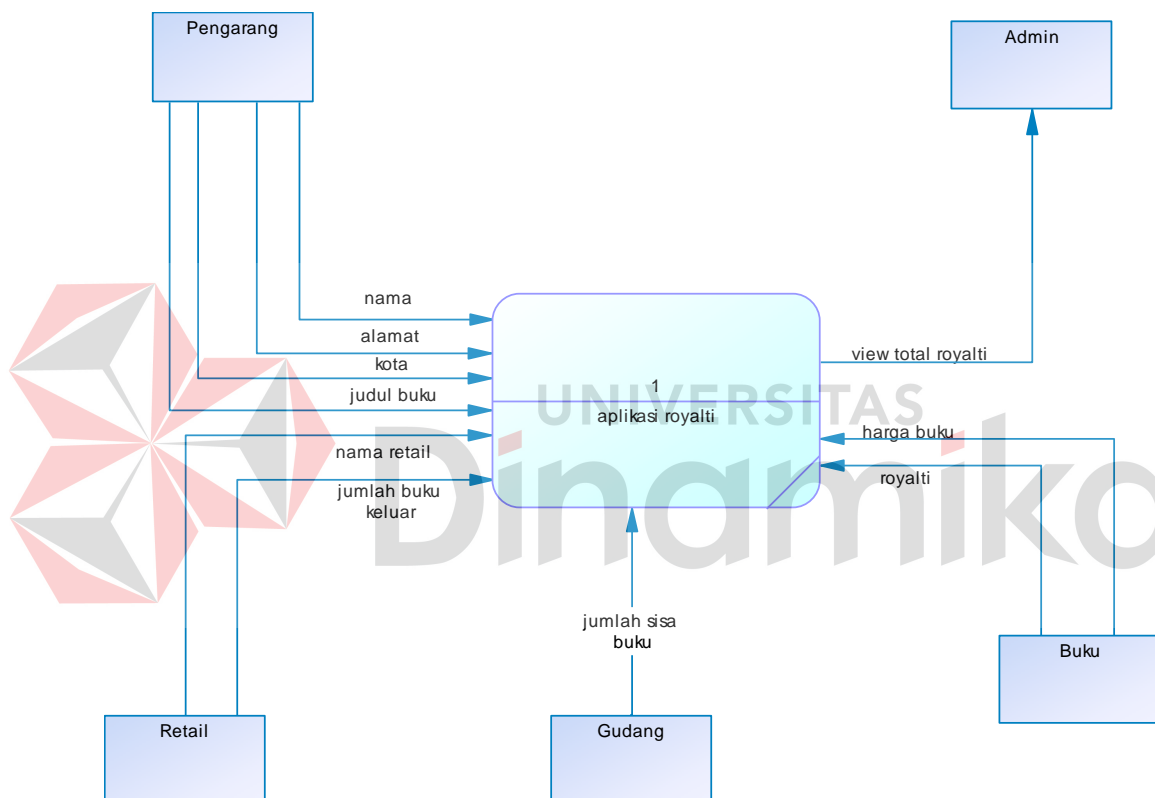 Pengarang
Admin
nama
alamat
kota
judul buku
nama retail
jumlah buku
keluar
1
aplikasi royalti
view total royalti
harga buku
royalti
UNIVERSITAS
Dinamika
jumlah sisa
buku
Buku
Retail
Gudang